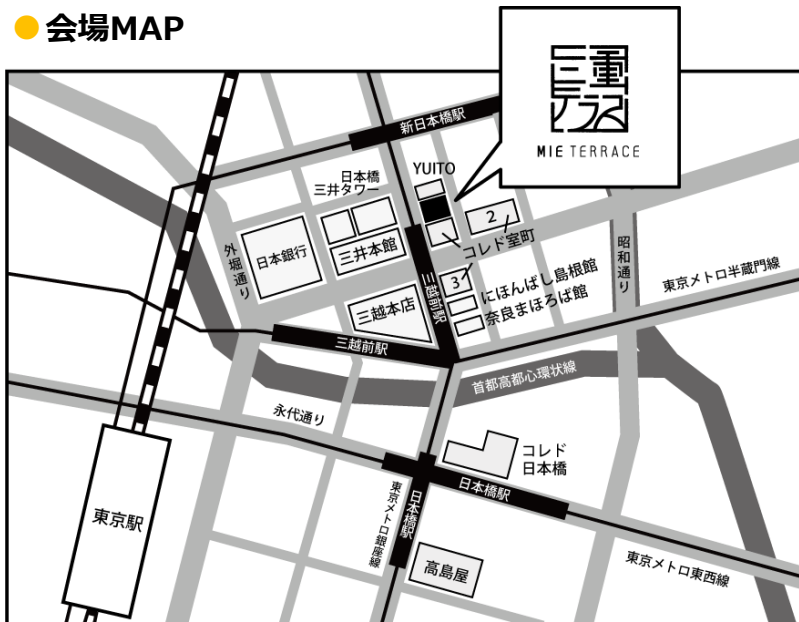 会場MAP
三重テラス
MIE TERRACE
新日本橋駅
YUITO
日本橋
三井タワー
2
コレド室町
外堀通り
日本銀行
三井本館
三越前駅
3
にほんばし島根館
奈良まほろば館
昭和通り
東京メトロ半蔵門線
三越本店
三越前駅
首都高都心環状線
永代通り
コレド
日本橋
日本橋駅
東京駅
東京メトロ銀座線
日本橋駅
高島屋
東京メトロ東西線